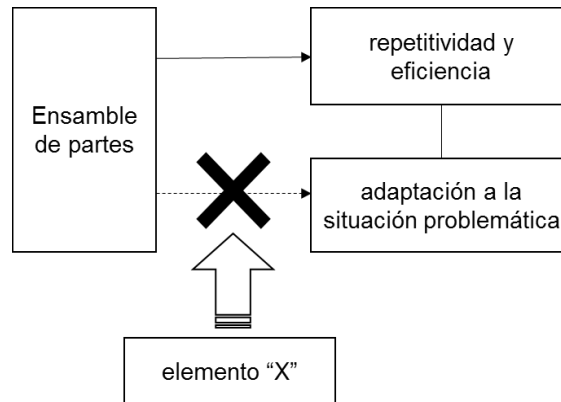 repetitividad y
eficiencia
Ensamble
de partes
adaptación a la
situación problemática
elemento “X”